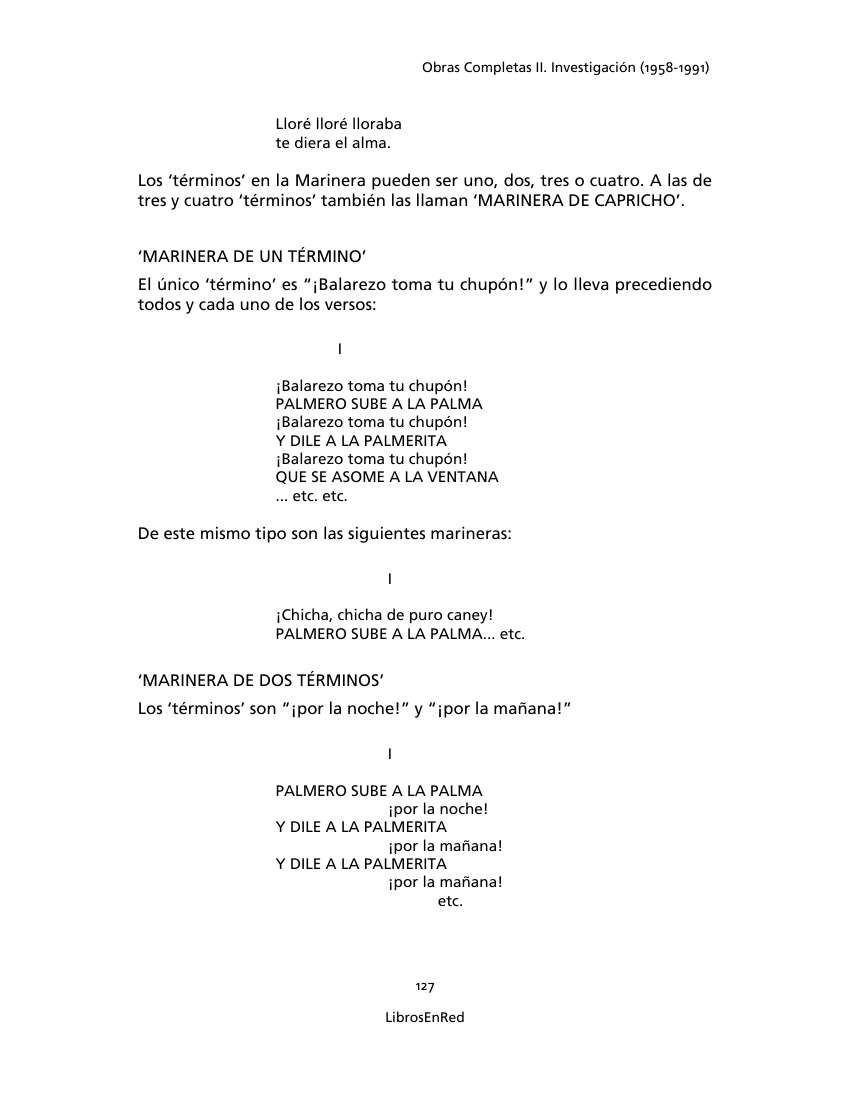 Obras Completas II. Investigación (1958-1991)
Lloré lloré lloraba
te diera el alma.
Los ‘términos’ en la Marinera pueden ser uno, dos, tres o cuatro. A las de
tres y cuatro ‘términos’ también las llaman ‘MARINERA DE CAPRICHO’.
‘MARINERA DE UN TÉRMINO’
El único ‘término’ es “¡Balarezo toma tu chupón!” y lo lleva precediendo
todos y cada uno de los versos:
I
¡Balarezo toma tu chupón!
PALMERO SUBE A LA PALMA
¡Balarezo toma tu chupón!
Y DILE A LA PALMERITA
¡Balarezo toma tu chupón!
QUE SE ASOME A LA VENTANA
... etc. etc.
De este mismo tipo son las siguientes marineras:
I
¡Chicha, chicha de puro caney!
PALMERO SUBE A LA PALMA... etc.
‘MARINERA DE DOS TÉRMINOS’
Los ‘términos’ son “¡por la noche!” y “¡por la mañana!”
I
PALMERO SUBE A LA PALMA
¡por la noche!
Y DILE A LA PALMERITA
¡por la mañana!
Y DILE A LA PALMERITA
¡por la mañana!
etc.
127
LibrosEnRed